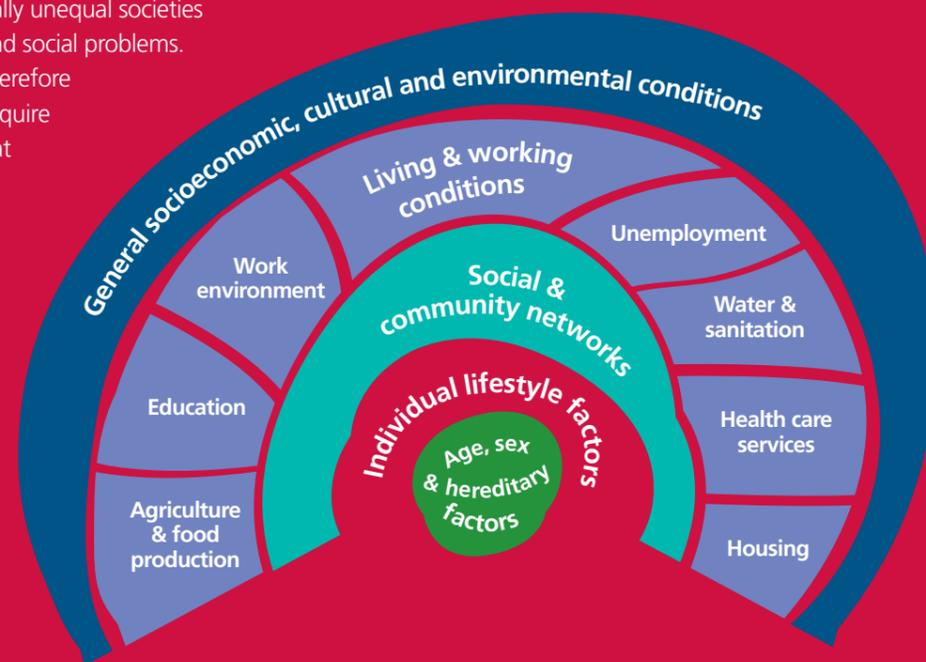 ally unequal societies
nd social problems.
erefore
quire
at
General socioeconomic, cultural and environmental conditions
Living & working
conditions
Work
environment
Education
Agriculture
& food
production
Unemployment
Water &
sanitation
Health care
services
Housing
Social &
community networks
Individual lifestyle factors
Age, sex
& hereditary
factors